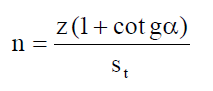 n = z(1 + cot gα) / s_t